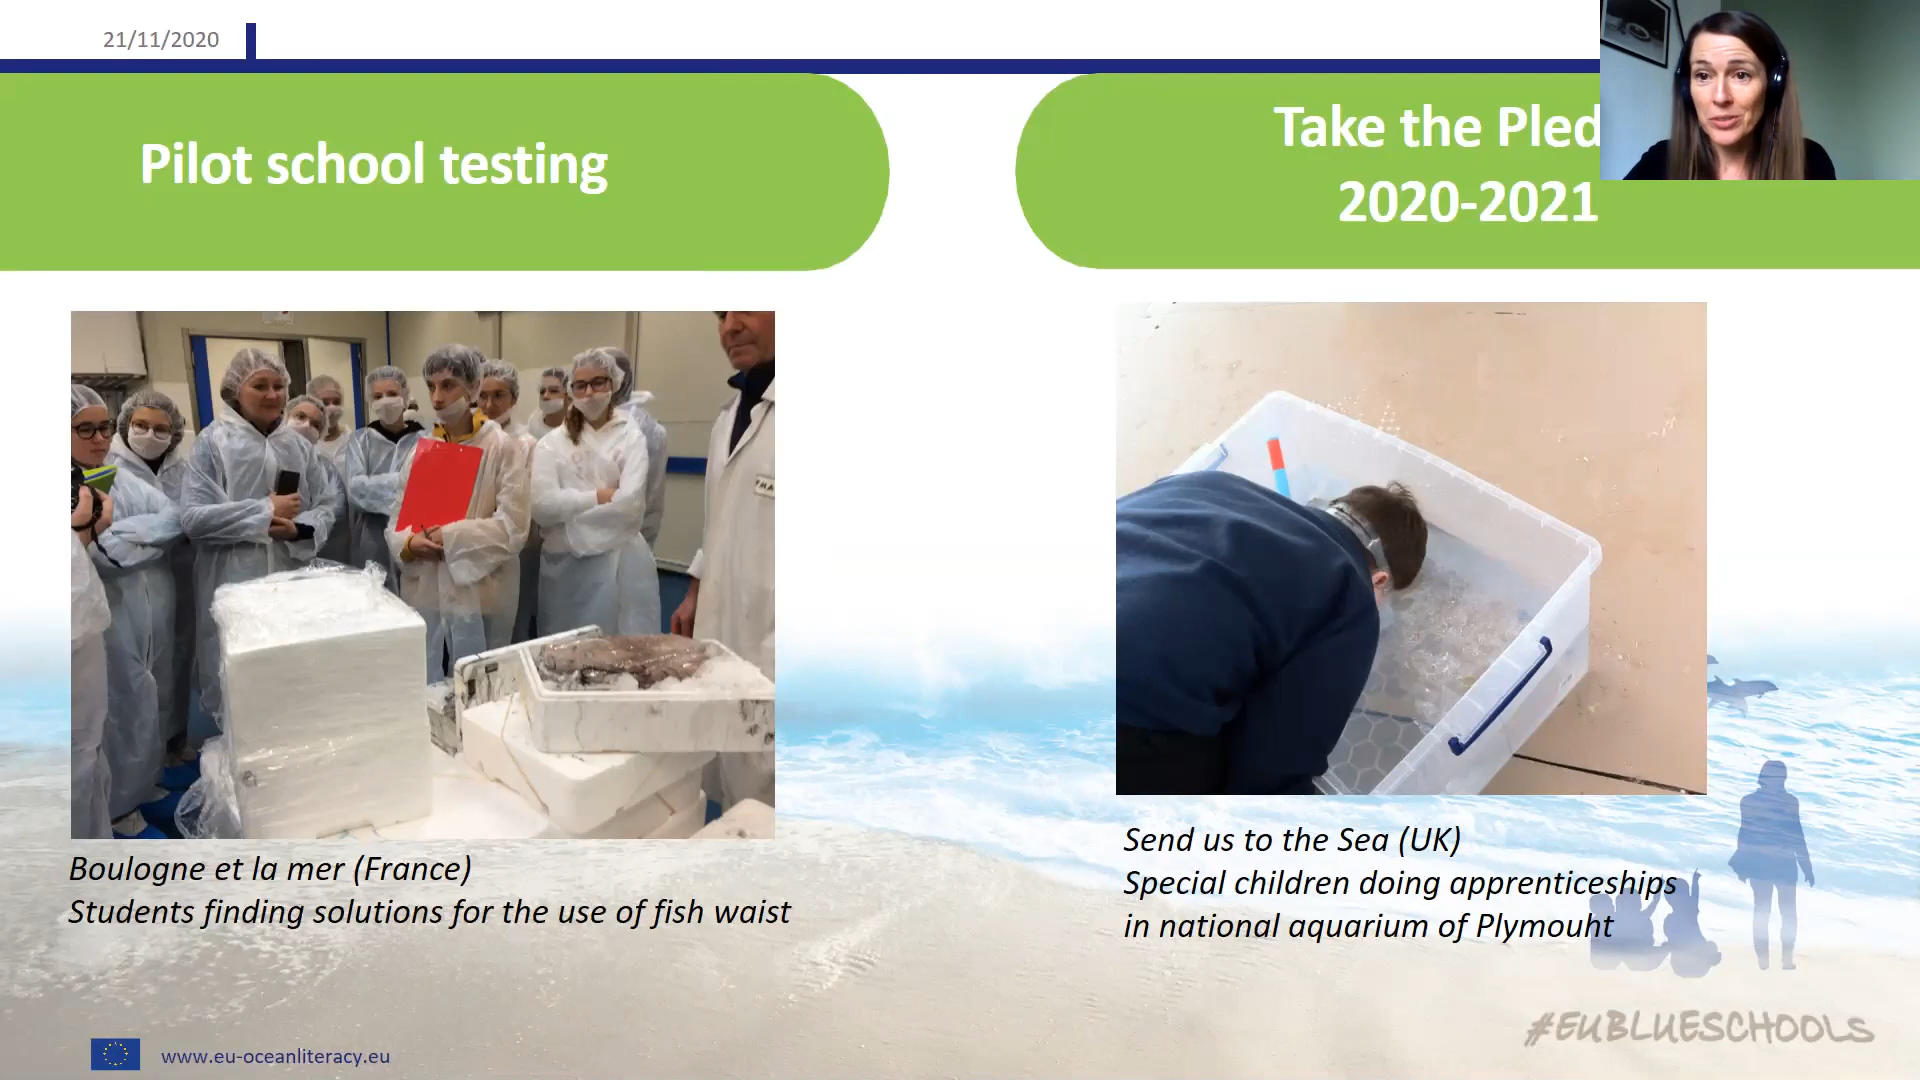 21/11/2020
Pilot school testing
Take the Pled
2020-2021
Boulogne et la mer (France)
Students finding solutions for the use of fish waist
Send us to the Sea (UK)
Special children doing apprenticeships
in national aquarium of Plymouht
#EUBLUESCHOOLS
www.eu-oceanliteracy.eu